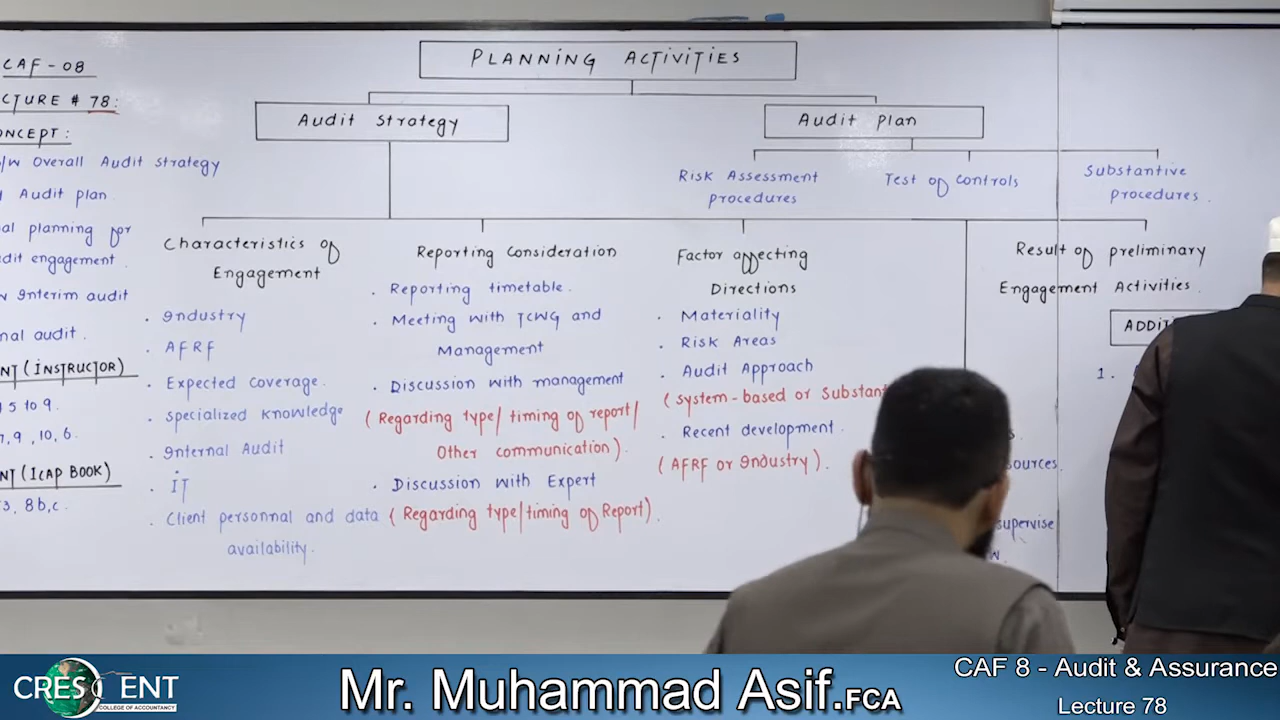 CAF - 08
CTURE # 78:
ONCEPT:
/w Overall Audit Strategy
Audit plan
al planning for
dit engagement
w Interim audit
nal audit.
NT (INSTRUCTOR)
5 to 9.
7, 9, 10, 6.
NT (ICAP BOOK)
3, 8b,c.
PLANNING ACTIVITIES
Audit Strategy
Audit plan
Risk Assessment
procedures
Test of Controls
Substantive
procedures.
Characteristics of
Engagement
. Industry
. AFRF
. Expected coverage.
. Specialized knowledge
. Internal Audit
. IT
. Client personnal and data
availability.
Reporting Consideration
. Reporting timetable.
. Meeting with TCWG and
Management
. Discussion with management
(Regarding type/timing of report/
Other communication).
. Discussion with Expert
(Regarding type/timing of Report).
Factor affecting
Directions
. Materiality
. Risk Areas
. Audit Approach
(System-based or Substant
. Recent development.
(AFRF or Industry).
s.
sources.
supervise
w.
Result of preliminary
Engagement Activities.
ADDIT
1.
CRESCENT
COLLEGE OF ACCOUNTANCY
Mr. Muhammad Asif.FCA
CAF 8 - Audit & Assurance
Lecture 78